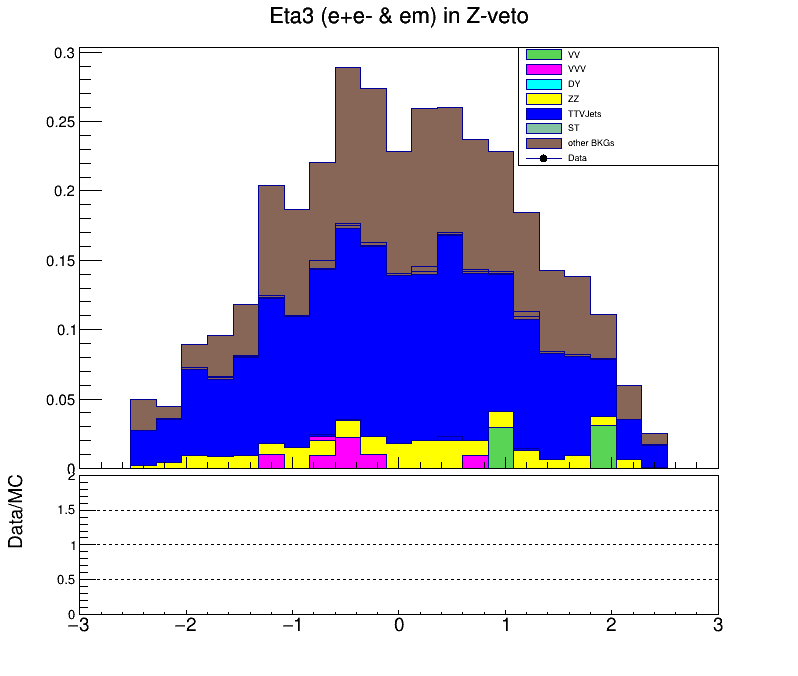 Eta3 (e+e- & em) in Z-veto
0.3
0.25
0.2
0.15
0.1
0.05
0
VV
VVV
DY
ZZ
TTVJets
ST
other BKGs
Data
Data/MC
2
1.5
1
0.5
0
−3 −2 −1 0 1 2 3